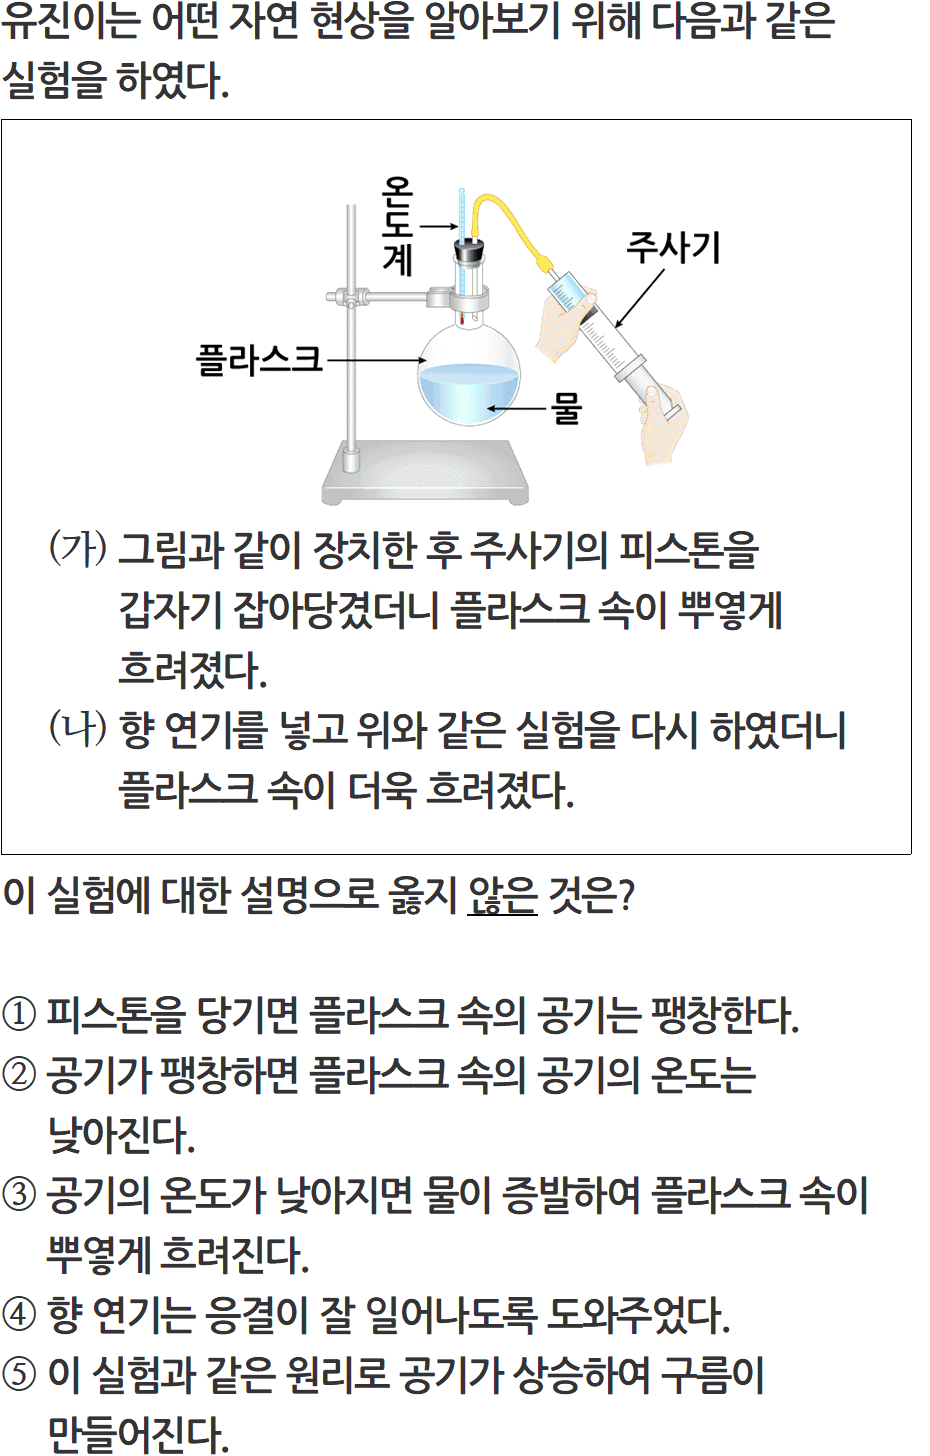 유진이는 어떤 자연 현상을 알아보기 위해 다음과 같은
실험을 하였다.
온도계
주사기
플라스크
물
(가) 그림과 같이 장치한 후 주사기의 피스톤을
갑자기 잡아당겼더니 플라스크 속이 뿌옇게
흐려졌다.
(나) 향 연기를 넣고 위와 같은 실험을 다시 하였더니
플라스크 속이 더욱 흐려졌다.
이 실험에 대한 설명으로 옳지 않은 것은?
① 피스톤을 당기면 플라스크 속의 공기는 팽창한다.
② 공기가 팽창하면 플라스크 속의 공기의 온도는
낮아진다.
③ 공기의 온도가 낮아지면 물이 증발하여 플라스크 속이
뿌옇게 흐려진다.
④ 향 연기는 응결이 잘 일어나도록 도와주었다.
⑤ 이 실험과 같은 원리로 공기가 상승하여 구름이
만들어진다.